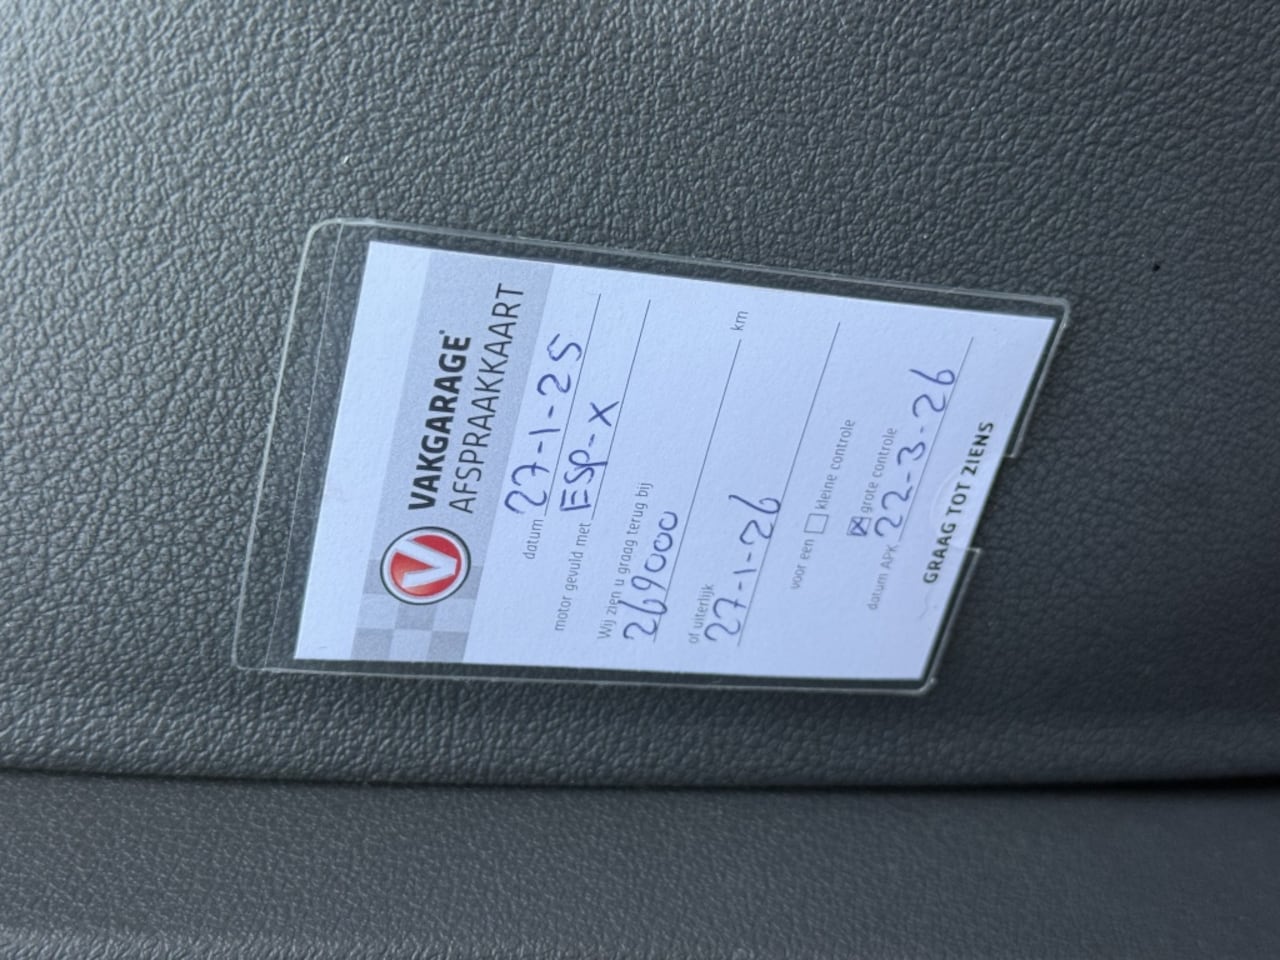 V
VAKGARAGE
AFSPRAAKKAART
datum 27-1-25
motor gevuld met ESP-X
Wij zien u graag terug bij
269000 km
of uiterlijk
27-1-26
voor een kleine controle
grote controle
datum APK 22-3-26
GRAAG TOT ZIENS